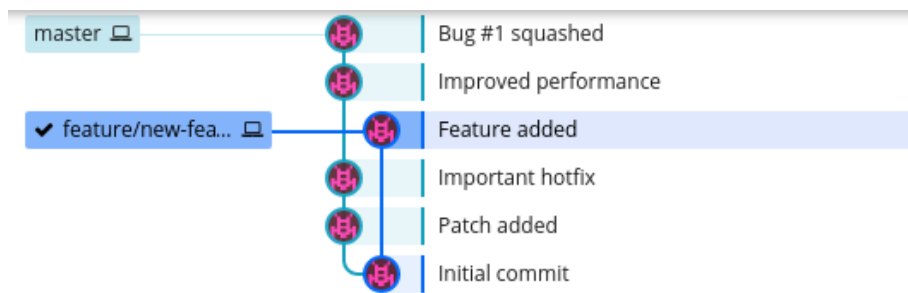 master
Bug #1 squashed
Improved performance
feature/new-fea...
Feature added
Important hotfix
Patch added
Initial commit